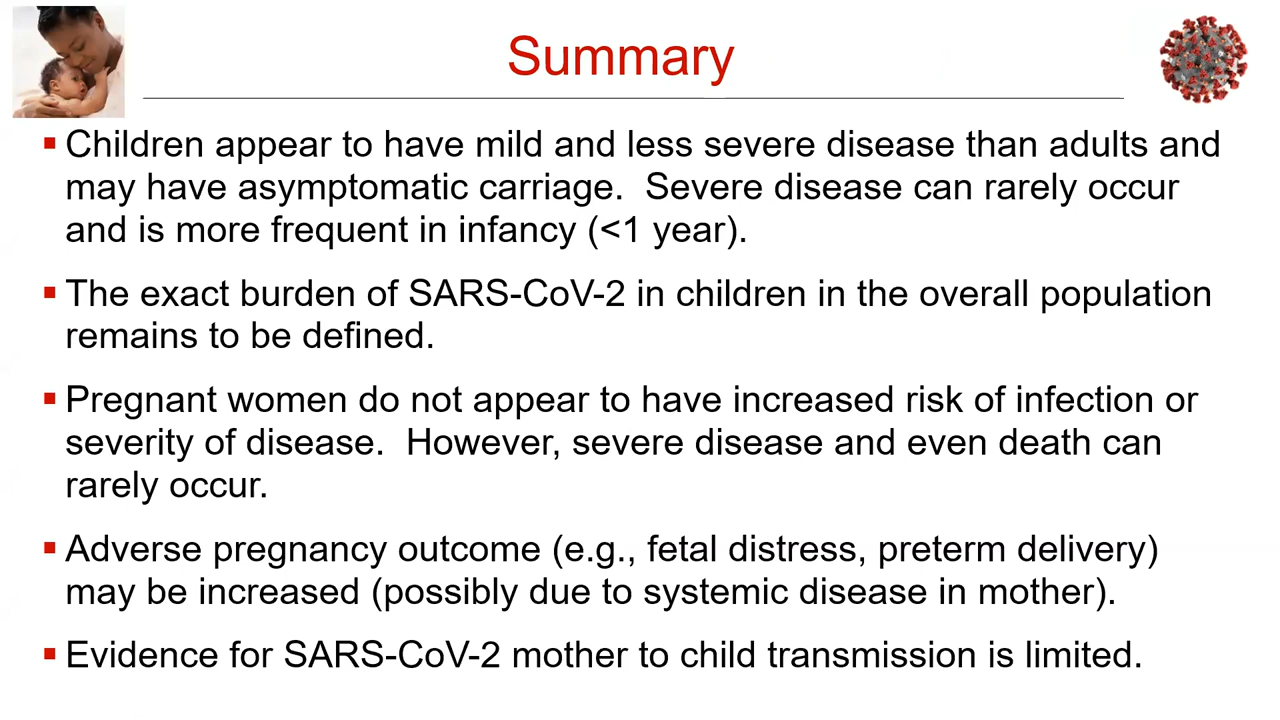 Summary
▪ Children appear to have mild and less severe disease than adults and
may have asymptomatic carriage.  Severe disease can rarely occur
and is more frequent in infancy (<1 year).
▪ The exact burden of SARS-CoV-2 in children in the overall population
remains to be defined.
▪ Pregnant women do not appear to have increased risk of infection or
severity of disease.  However, severe disease and even death can
rarely occur.
▪ Adverse pregnancy outcome (e.g., fetal distress, preterm delivery)
may be increased (possibly due to systemic disease in mother).
▪ Evidence for SARS-CoV-2 mother to child transmission is limited.